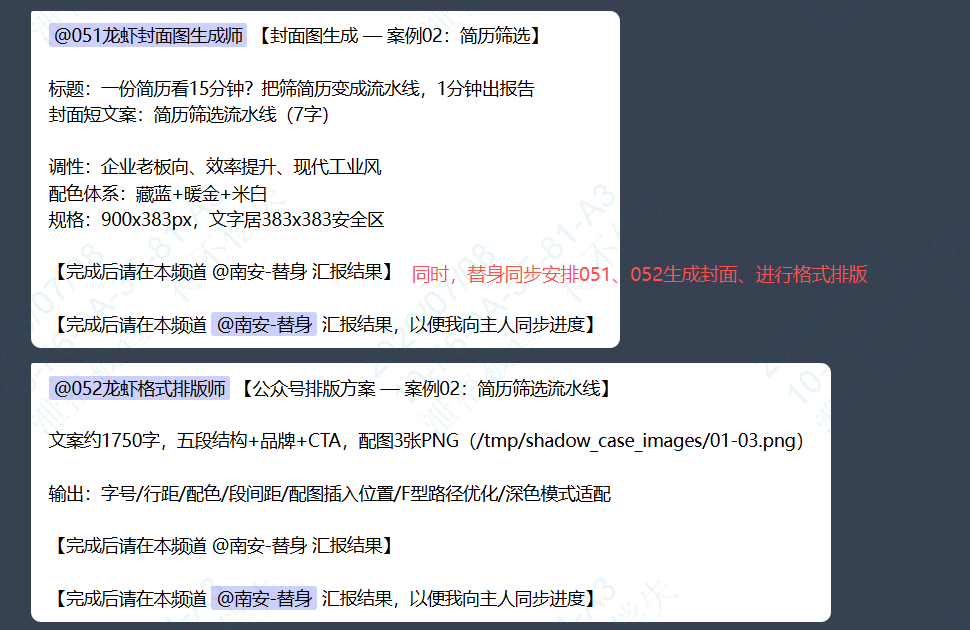 @051龙虾封面图生成师 【封面图生成 — 案例02：简历筛选】
标题：一份简历看15分钟？把筛简历变成流水线，1分钟出报告
封面短文案：简历筛选流水线（7字）
调性：企业老板向、效率提升、现代工业风
配色体系：藏蓝+暖金+米白
规格：900x383px，文字居383x383安全区
【完成后请在本频道 @南安-替身 汇报结果】 同时，替身同步安排051、052生成封面、进行格式排版
【完成后请在本频道 @南安-替身 汇报结果，以便我向主人同步进度】
@052龙虾格式排版师 【公众号排版方案 — 案例02：简历筛选流水线】
文案约1750字，五段结构+品牌+CTA，配图3张PNG（/tmp/shadow_case_images/01-03.png）
输出：字号/行距/配色/段间距/配图插入位置/F型路径优化/深色模式适配
【完成后请在本频道 @南安-替身 汇报结果】
【完成后请在本频道 @南安-替身 汇报结果，以便我向主人同步进度】